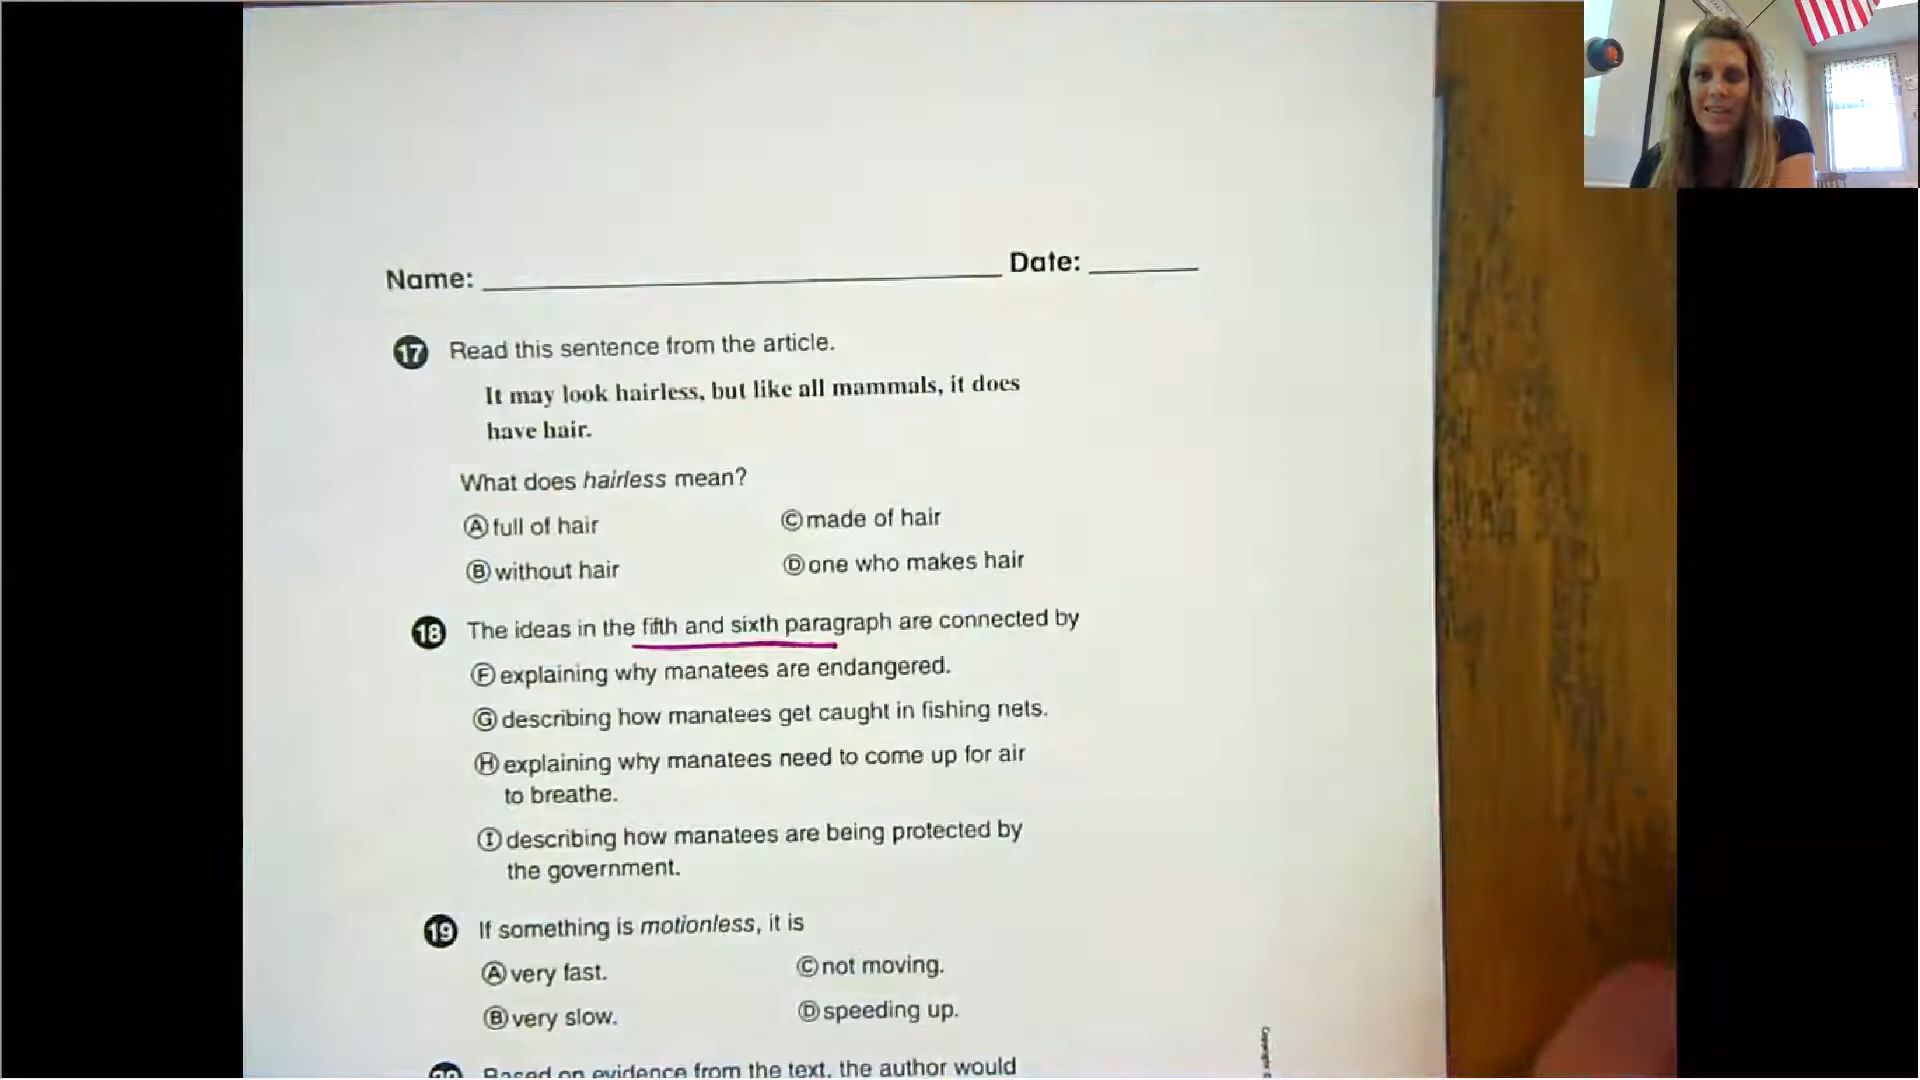 Name: Date:
17 Read this sentence from the article.
It may look hairless, but like all mammals, it does
have hair.
What does hairless mean?
A full of hair C made of hair
B without hair D one who makes hair
18 The ideas in the fifth and sixth paragraph are connected by
F explaining why manatees are endangered.
G describing how manatees get caught in fishing nets.
H explaining why manatees need to come up for air
to breathe.
I describing how manatees are being protected by
the government.
19 If something is motionless, it is
A very fast. C not moving.
B very slow. D speeding up.
Based on evidence from the text, the author would
Copyright ©